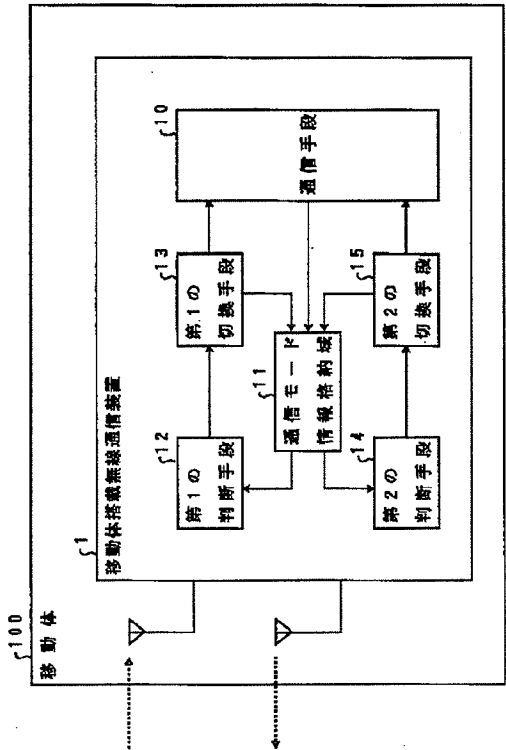 100
移動体
1
移動体搭載無線通信装置
12
第1の
判断手段
13
第1の
切換手段
10
通信手段
11
通信モード
情報格納域
14
第2の
判断手段
15
第2の
切換手段